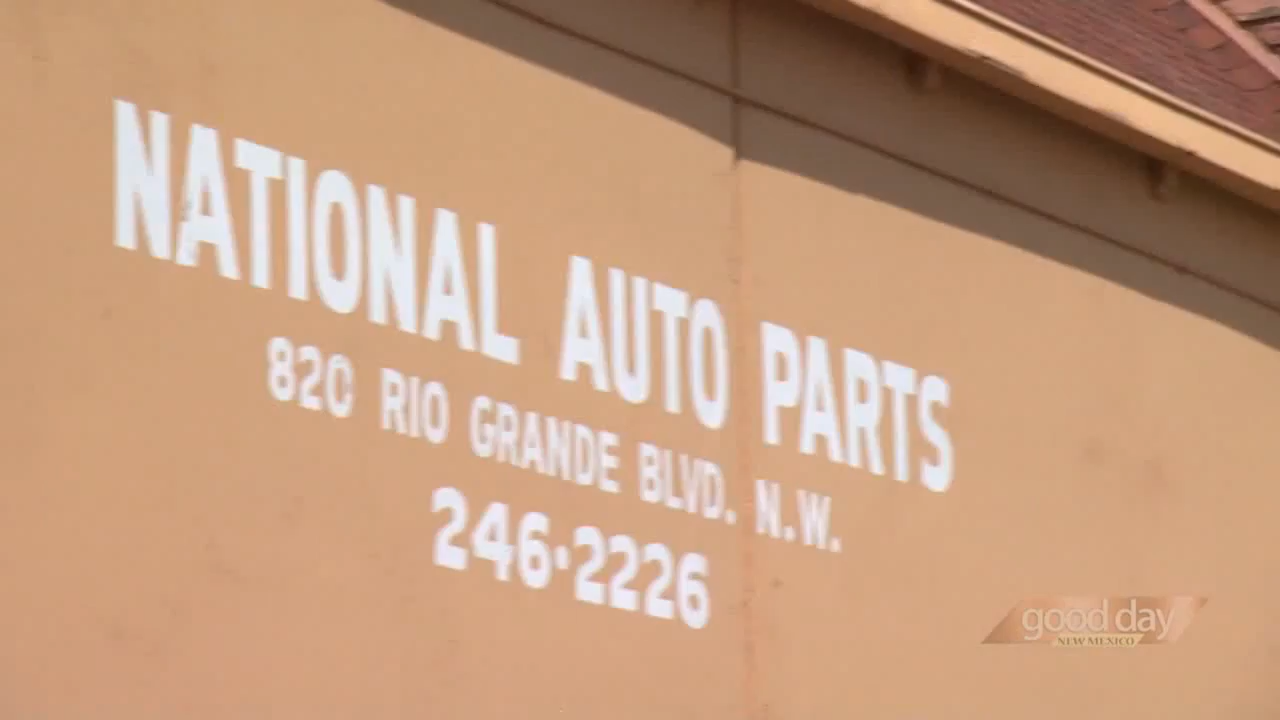 NATIONAL AUTO PARTS
820 RIO GRANDE BLVD. N.W.
246-2226
good day
NEW MEXICO